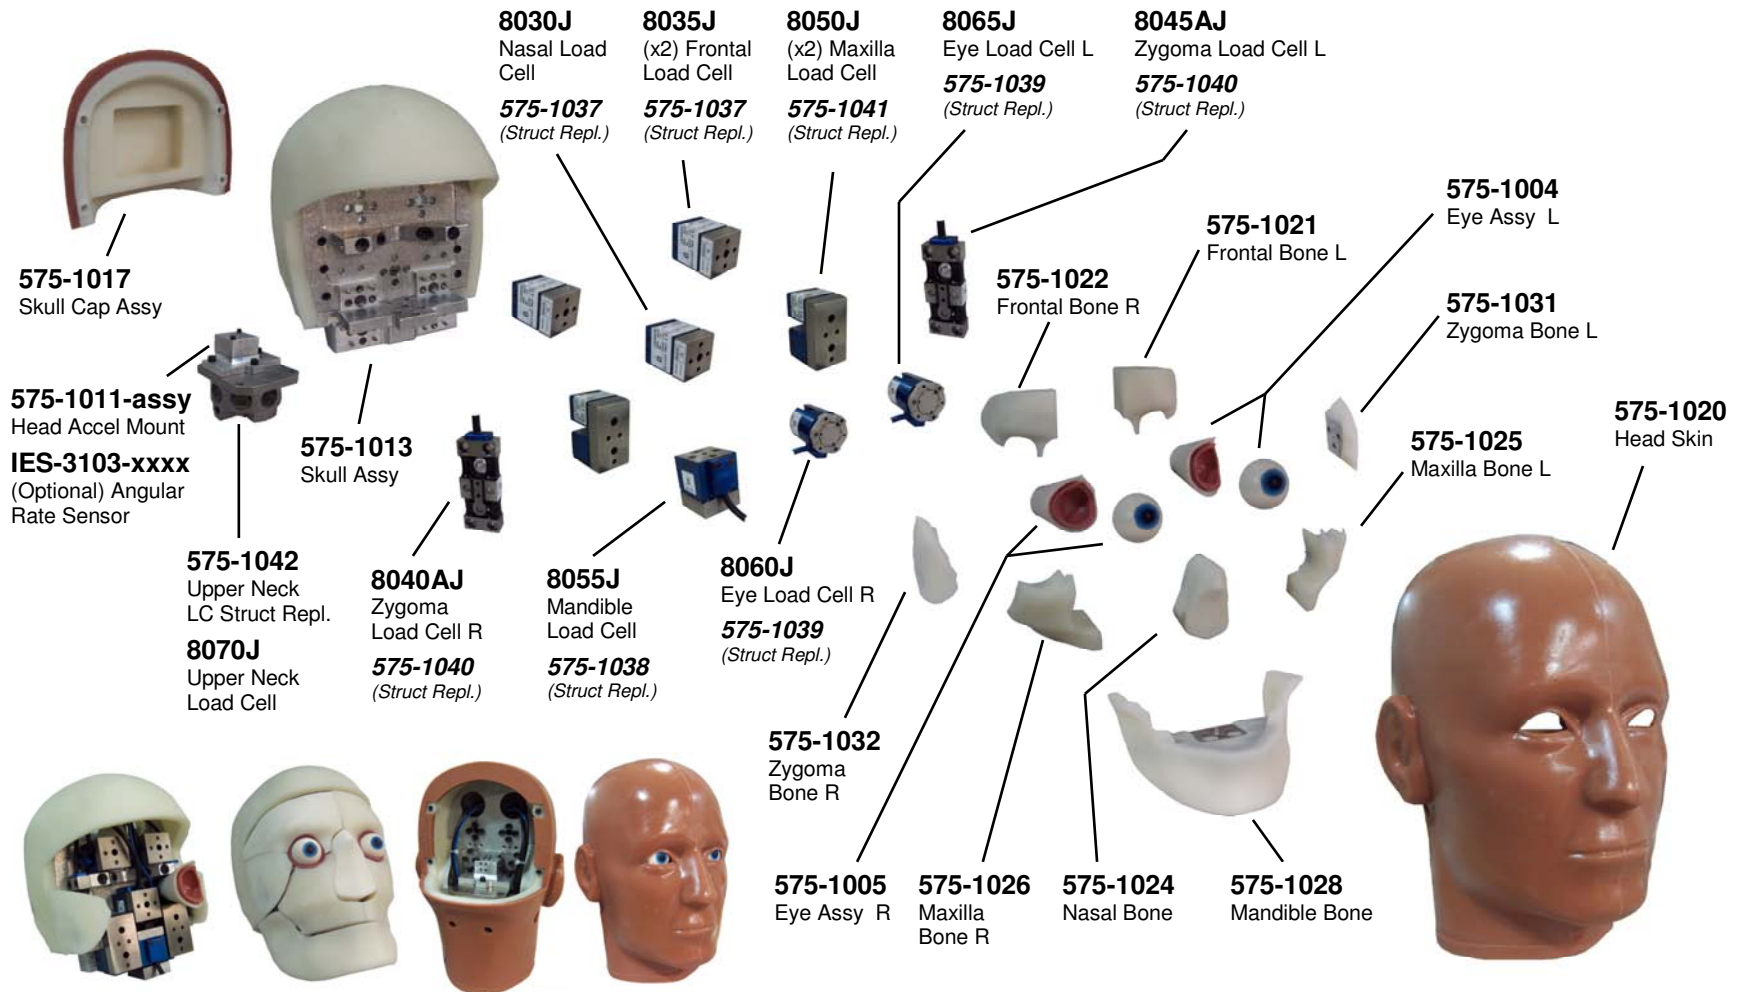 8030J
Nasal Load
Cell
575-1037
(Struct Repl.)
8035J
(x2) Frontal
Load Cell
575-1037
(Struct Repl.)
8050J
(x2) Maxilla
Load Cell
575-1041
(Struct Repl.)
8065J
Eye Load Cell L
575-1039
(Struct Repl.)
8045AJ
Zygoma Load Cell L
575-1040
(Struct Repl.)
575-1004
Eye Assy L
575-1021
Frontal Bone L
575-1022
Frontal Bone R
575-1031
Zygoma Bone L
575-1017
Skull Cap Assy
575-1011-assy
Head Accel Mount
IES-3103-xxxx
(Optional) Angular
Rate Sensor
575-1013
Skull Assy
575-1025
Maxilla Bone L
575-1020
Head Skin
575-1042
Upper Neck
LC Struct Repl.
8070J
Upper Neck
Load Cell
8040AJ
Zygoma
Load Cell R
575-1040
(Struct Repl.)
8055J
Mandible
Load Cell
575-1038
(Struct Repl.)
8060J
Eye Load Cell R
575-1039
(Struct Repl.)
575-1032
Zygoma
Bone R
575-1005
Eye Assy R
575-1026
Maxilla
Bone R
575-1024
Nasal Bone
575-1028
Mandible Bone